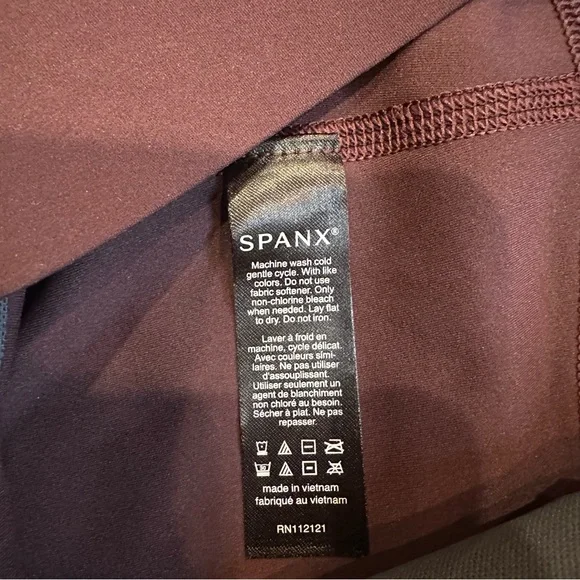 SPANX®
Machine wash cold
gentle cycle. With like
colors. Do not use
fabric softener. Only
non-chlorine bleach
when needed. Lay flat
to dry. Do not iron.
Laver à froid en
machine, cycle délicat.
Avec couleurs simi-
laires. Ne pas utiliser
d'assouplissant.
Utiliser seulement un
agent de blanchiment
non chloré au besoin.
Sécher à plat. Ne pas
repasser.
made in vietnam
fabriqué au vietnam
RN112121